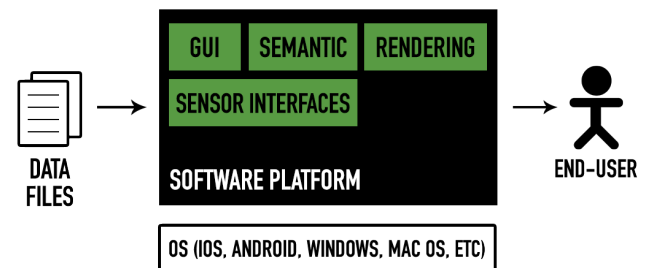 GUI
SEMANTIC
RENDERING
SENSOR INTERFACES
SOFTWARE PLATFORM
DATA
FILES
END-USER
OS (IOS, ANDROID, WINDOWS, MAC OS, ETC)